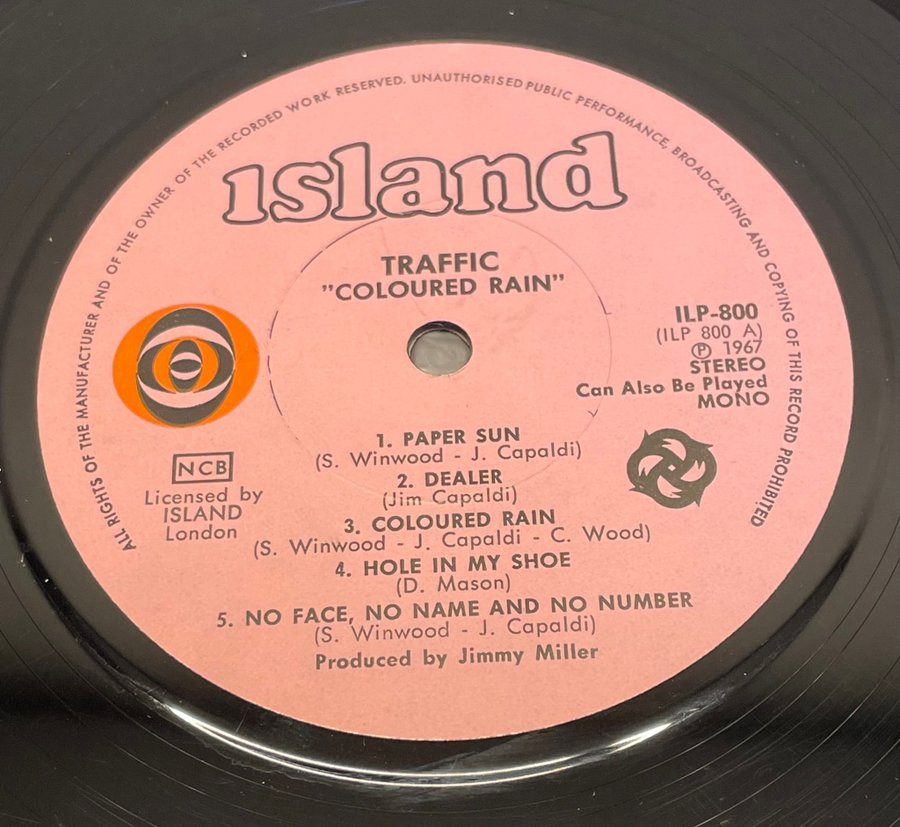 ALL RIGHTS OF THE MANUFACTURER AND OF THE OWNER OF THE RECORDED WORK RESERVED. UNAUTHORISED PUBLIC PERFORMANCE, BROADCASTING AND COPYING OF THIS RECORD PROHIBITED
ısland
TRAFFIC
"COLOURED RAIN"
ILP-800
(ILP 800 A)
Ⓟ 1967
STEREO
Can Also Be Played
MONO
NCB
Licensed by
ISLAND
London
1. PAPER SUN
(S. Winwood - J. Capaldi)
2. DEALER
(Jim Capaldi)
3. COLOURED RAIN
(S. Winwood - J. Capaldi - C. Wood)
4. HOLE IN MY SHOE
(D. Mason)
5. NO FACE, NO NAME AND NO NUMBER
(S. Winwood - J. Capaldi)
Produced by Jimmy Miller